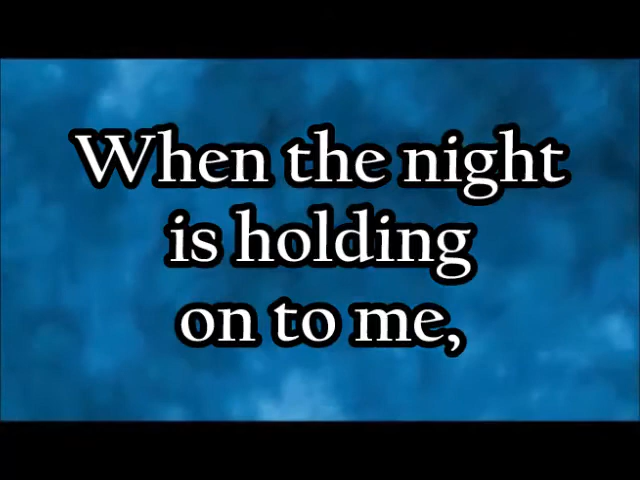 When the night
is holding
on to me,